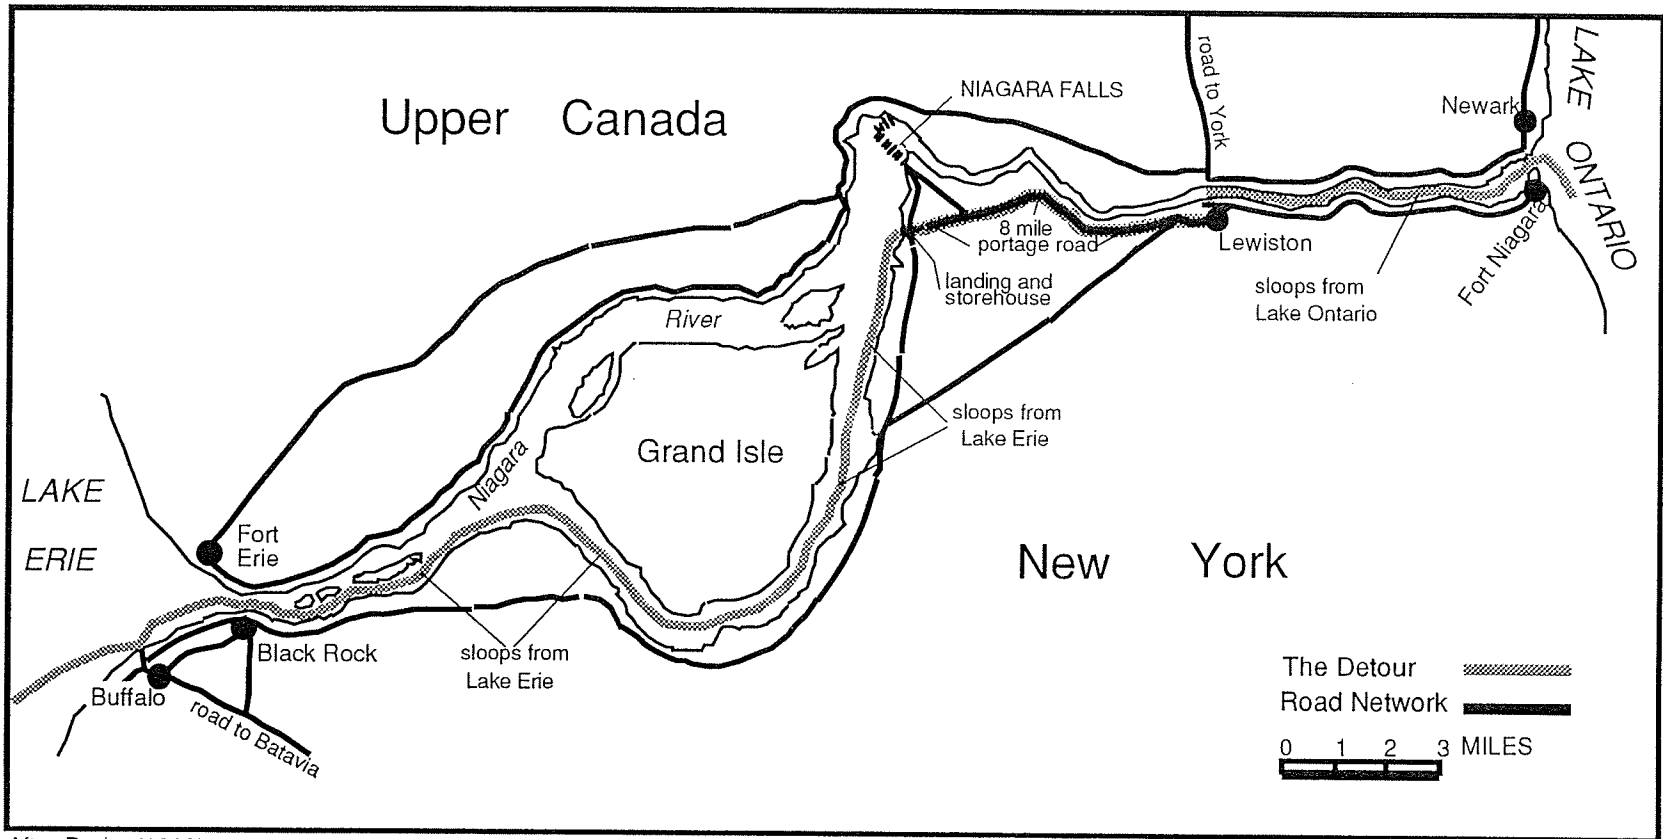 Upper Canada
NIAGARA FALLS
road to York
Newark
LAKE ONTARIO
Fort Niagara
8 mile
portage road
Lewiston
landing and
storehouse
sloops from
Lake Ontario
River
sloops from
Lake Erie
Grand Isle
Niagara
LAKE
ERIE
Fort
Erie
New York
Black Rock
sloops from
Lake Erie
Buffalo
road to Batavia
The Detour
Road Network
0 1 2 3 MILES